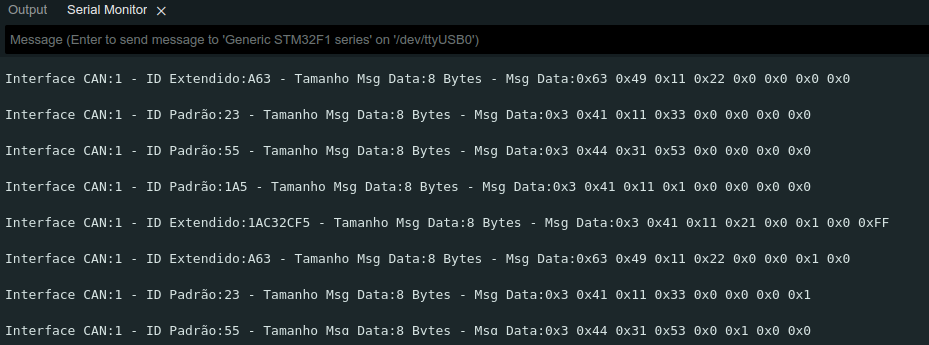 Output Serial Monitor ×
Message (Enter to send message to 'Generic STM32F1 series' on '/dev/ttyUSB0')
Interface CAN:1 - ID Extendido:A63 - Tamanho Msg Data:8 Bytes - Msg Data:0x63 0x49 0x11 0x22 0x0 0x0 0x0 0x0
Interface CAN:1 - ID Padrão:23 - Tamanho Msg Data:8 Bytes - Msg Data:0x3 0x41 0x11 0x33 0x0 0x0 0x0 0x0
Interface CAN:1 - ID Padrão:55 - Tamanho Msg Data:8 Bytes - Msg Data:0x3 0x44 0x31 0x53 0x0 0x0 0x0 0x0
Interface CAN:1 - ID Padrão:1A5 - Tamanho Msg Data:8 Bytes - Msg Data:0x3 0x41 0x11 0x1 0x0 0x0 0x0 0x0
Interface CAN:1 - ID Extendido:1AC32CF5 - Tamanho Msg Data:8 Bytes - Msg Data:0x3 0x41 0x11 0x21 0x0 0x1 0x0 0xFF
Interface CAN:1 - ID Extendido:A63 - Tamanho Msg Data:8 Bytes - Msg Data:0x63 0x49 0x11 0x22 0x0 0x0 0x1 0x0
Interface CAN:1 - ID Padrão:23 - Tamanho Msg Data:8 Bytes - Msg Data:0x3 0x41 0x11 0x33 0x0 0x0 0x0 0x1
Interface CAN:1 - ID Padrão:55 - Tamanho Msg Data:8 Bytes - Msg Data:0x3 0x44 0x31 0x53 0x0 0x1 0x0 0x0